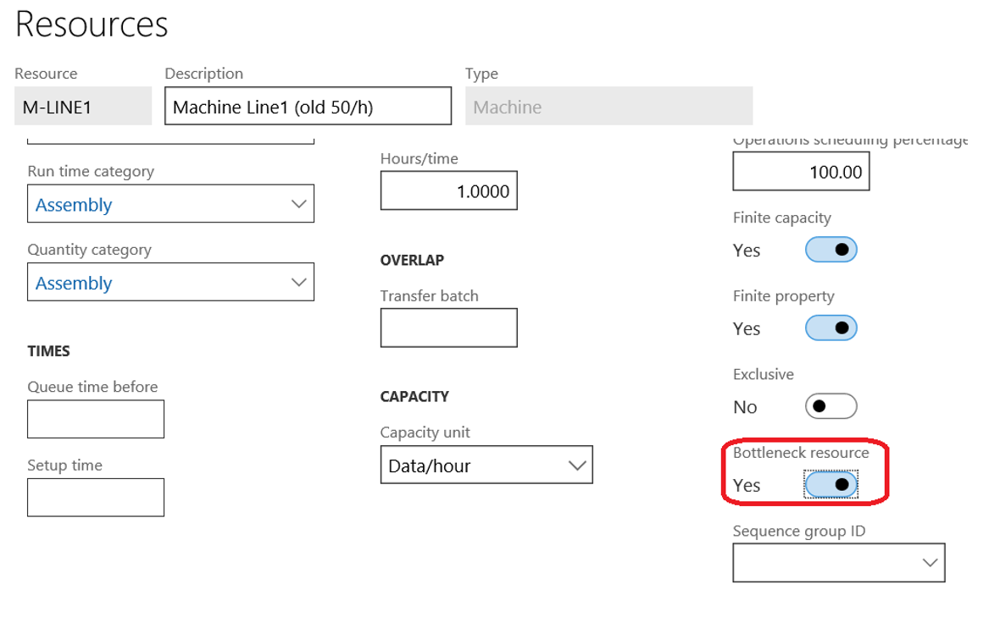 Resources
Resource
Description
Type
M-LINE1
Machine Line1 (old 50/h)
Machine
Run time category
Assembly
Quantity category
Assembly
TIMES
Queue time before
Setup time
Hours/time
1.0000
OVERLAP
Transfer batch
CAPACITY
Capacity unit
Data/hour
Operations scheduling percentage
100.00
Finite capacity
Yes
Finite property
Yes
Exclusive
No
Bottleneck resource
Yes
Sequence group ID